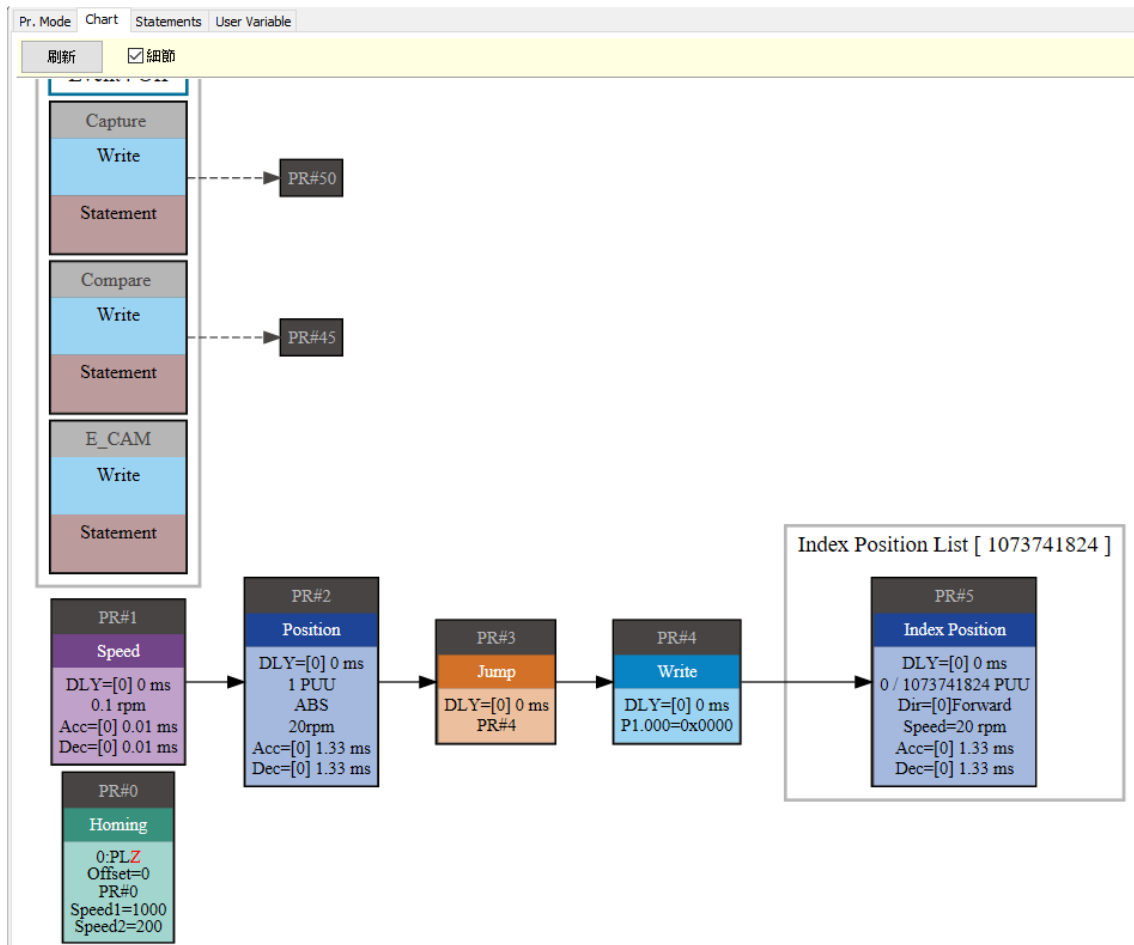 Pr. Mode Chart Statements User Variable
刷新 細節
Capture
Write
Statement
PR#50
Compare
Write
Statement
PR#45
E_CAM
Write
Statement
PR#1
Speed
DLY=[0] 0 ms
0.1 rpm
Acc=[0] 0.01 ms
Dec=[0] 0.01 ms
PR#2
Position
DLY=[0] 0 ms
1 PUU
ABS
20rpm
Acc=[0] 1.33 ms
Dec=[0] 1.33 ms
PR#3
Jump
DLY=[0] 0 ms
PR#4
PR#4
Write
DLY=[0] 0 ms
P1.000=0x0000
Index Position List [ 1073741824 ]
PR#5
Index Position
DLY=[0] 0 ms
0 / 1073741824 PUU
Dir=[0]Forward
Speed=20 rpm
Acc=[0] 1.33 ms
Dec=[0] 1.33 ms
PR#0
Homing
0:PLZ
Offset=0
PR#0
Speed1=1000
Speed2=200